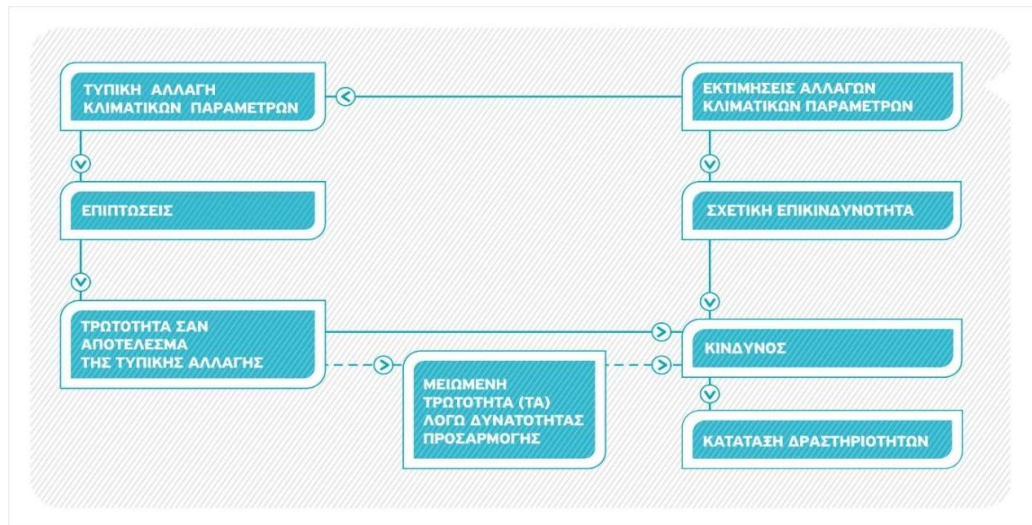 ΤΥΠΙΚΗ ΑΛΛΑΓΗ
ΚΛΙΜΑΤΙΚΩΝ ΠΑΡΑΜΕΤΡΩΝ
ΕΚΤΙΜΗΣΕΙΣ ΑΛΛΑΓΩΝ
ΚΛΙΜΑΤΙΚΩΝ ΠΑΡΑΜΕΤΡΩΝ
ΕΠΙΠΤΩΣΕΙΣ
ΣΧΕΤΙΚΗ ΕΠΙΚΙΝΔΥΝΟΤΗΤΑ
ΤΡΩΤΟΤΗΤΑ ΣΑΝ
ΑΠΟΤΕΛΕΣΜΑ
ΤΗΣ ΤΥΠΙΚΗΣ ΑΛΛΑΓΗΣ
ΚΙΝΔΥΝΟΣ
ΜΕΙΩΜΕΝΗ
ΤΡΩΤΟΤΗΤΑ (ΤΑ)
ΛΟΓΩ ΔΥΝΑΤΟΤΗΤΑΣ
ΠΡΟΣΑΡΜΟΓΗΣ
ΚΑΤΑΤΑΞΗ ΔΡΑΣΤΗΡΙΟΤΗΤΩΝ